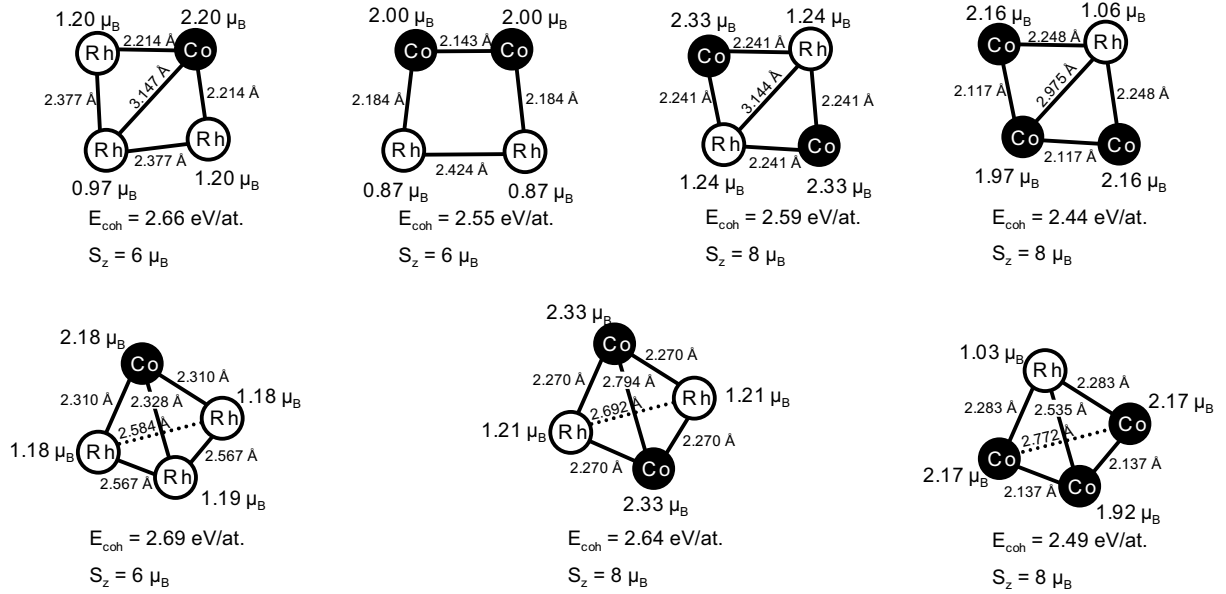 1.20 μB 2.20 μB
Rh 2.214 Å Co
2.377 Å 3.147 Å 2.214 Å
Rh 2.377 Å Rh
0.97 μB 1.20 μB
Ecoh = 2.66 eV/at.
Sz = 6 μB
2.00 μB 2.00 μB
Co 2.143 Å Co
2.184 Å 2.184 Å
Rh 2.424 Å Rh
0.87 μB 0.87 μB
Ecoh = 2.55 eV/at.
Sz = 6 μB
2.33 μB 1.24 μB
Co 2.241 Å Rh
2.241 Å 3.144 Å 2.241 Å
Rh 2.241 Å Co
1.24 μB 2.33 μB
Ecoh = 2.59 eV/at.
Sz = 8 μB
2.16 μB 1.06 μB
Co 2.248 Å Rh
2.117 Å 2.975 Å 2.248 Å
Co 2.117 Å Co
1.97 μB 2.16 μB
Ecoh = 2.44 eV/at.
Sz = 8 μB
2.18 μB
Co
2.310 Å 2.310 Å
2.328 Å 1.18 μB
2.584 Å Rh
1.18 μB Rh 2.567 Å
2.567 Å Rh
1.19 μB
Ecoh = 2.69 eV/at.
Sz = 6 μB
2.33 μB
Co
2.270 Å 2.270 Å
2.794 Å
2.692 Å Rh 1.21 μB
1.21 μB Rh 2.270 Å
2.270 Å Co
2.33 μB
Ecoh = 2.64 eV/at.
Sz = 8 μB
1.03 μB
Rh
2.283 Å 2.283 Å
2.535 Å 2.17 μB
2.772 Å Co
2.17 μB Co 2.137 Å
2.137 Å Co
1.92 μB
Ecoh = 2.49 eV/at.
Sz = 8 μB